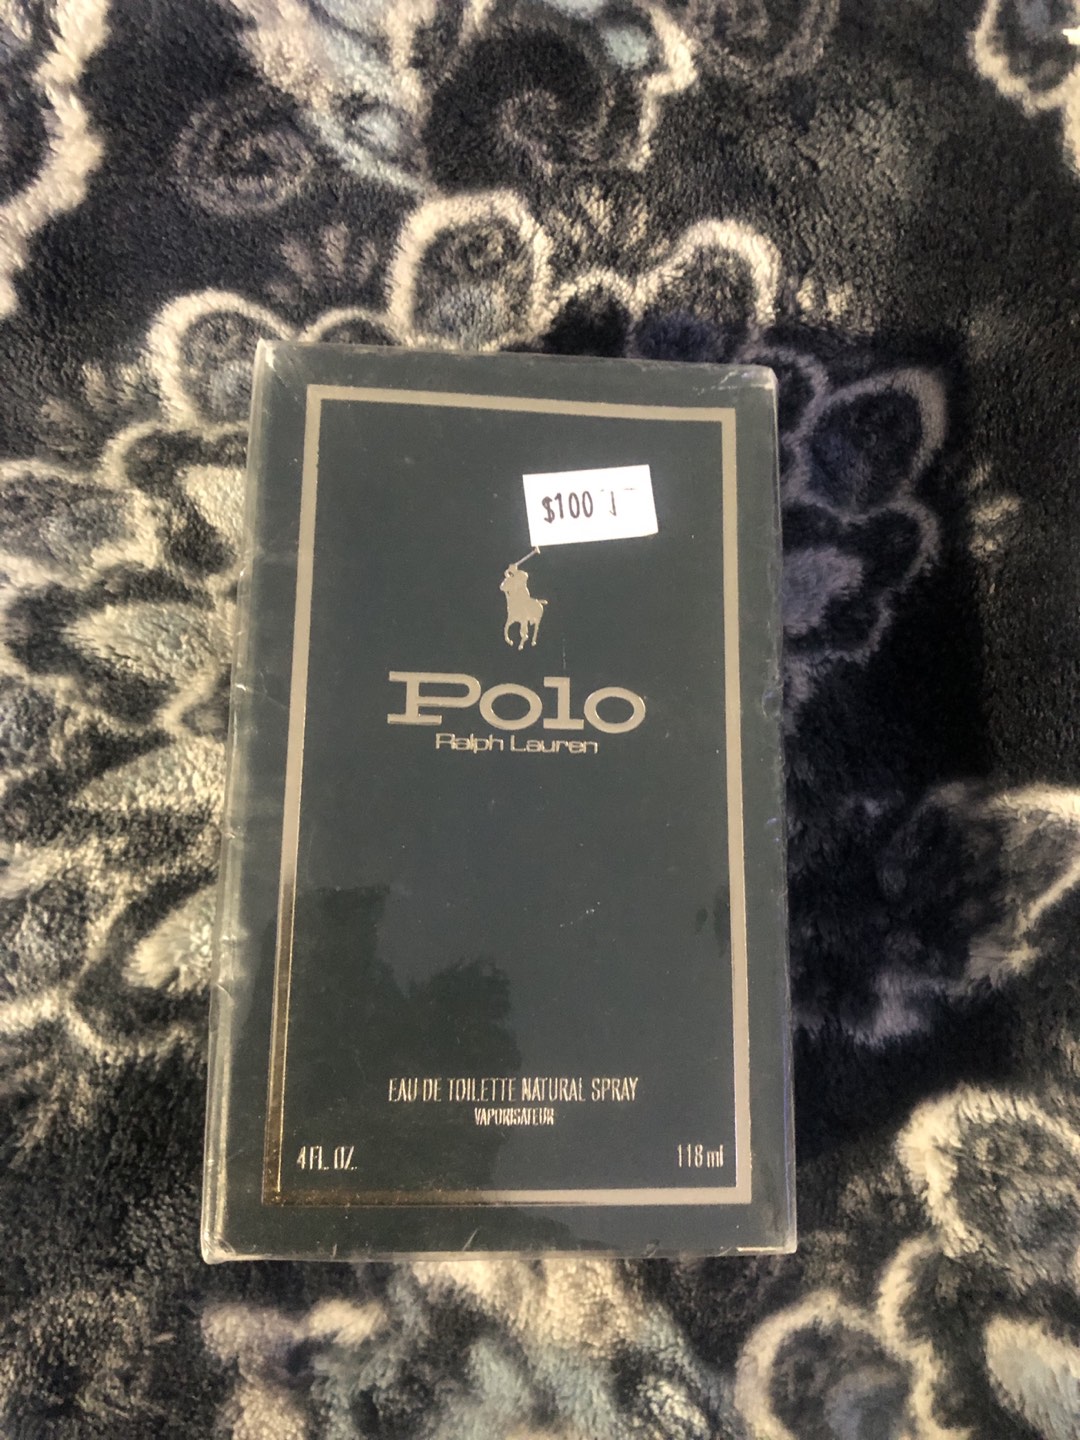 $100
Polo
Ralph Lauren
EAU DE TOILETTE NATURAL SPRAY
VAPORISATEUR
4 FL. OZ.
118 ml